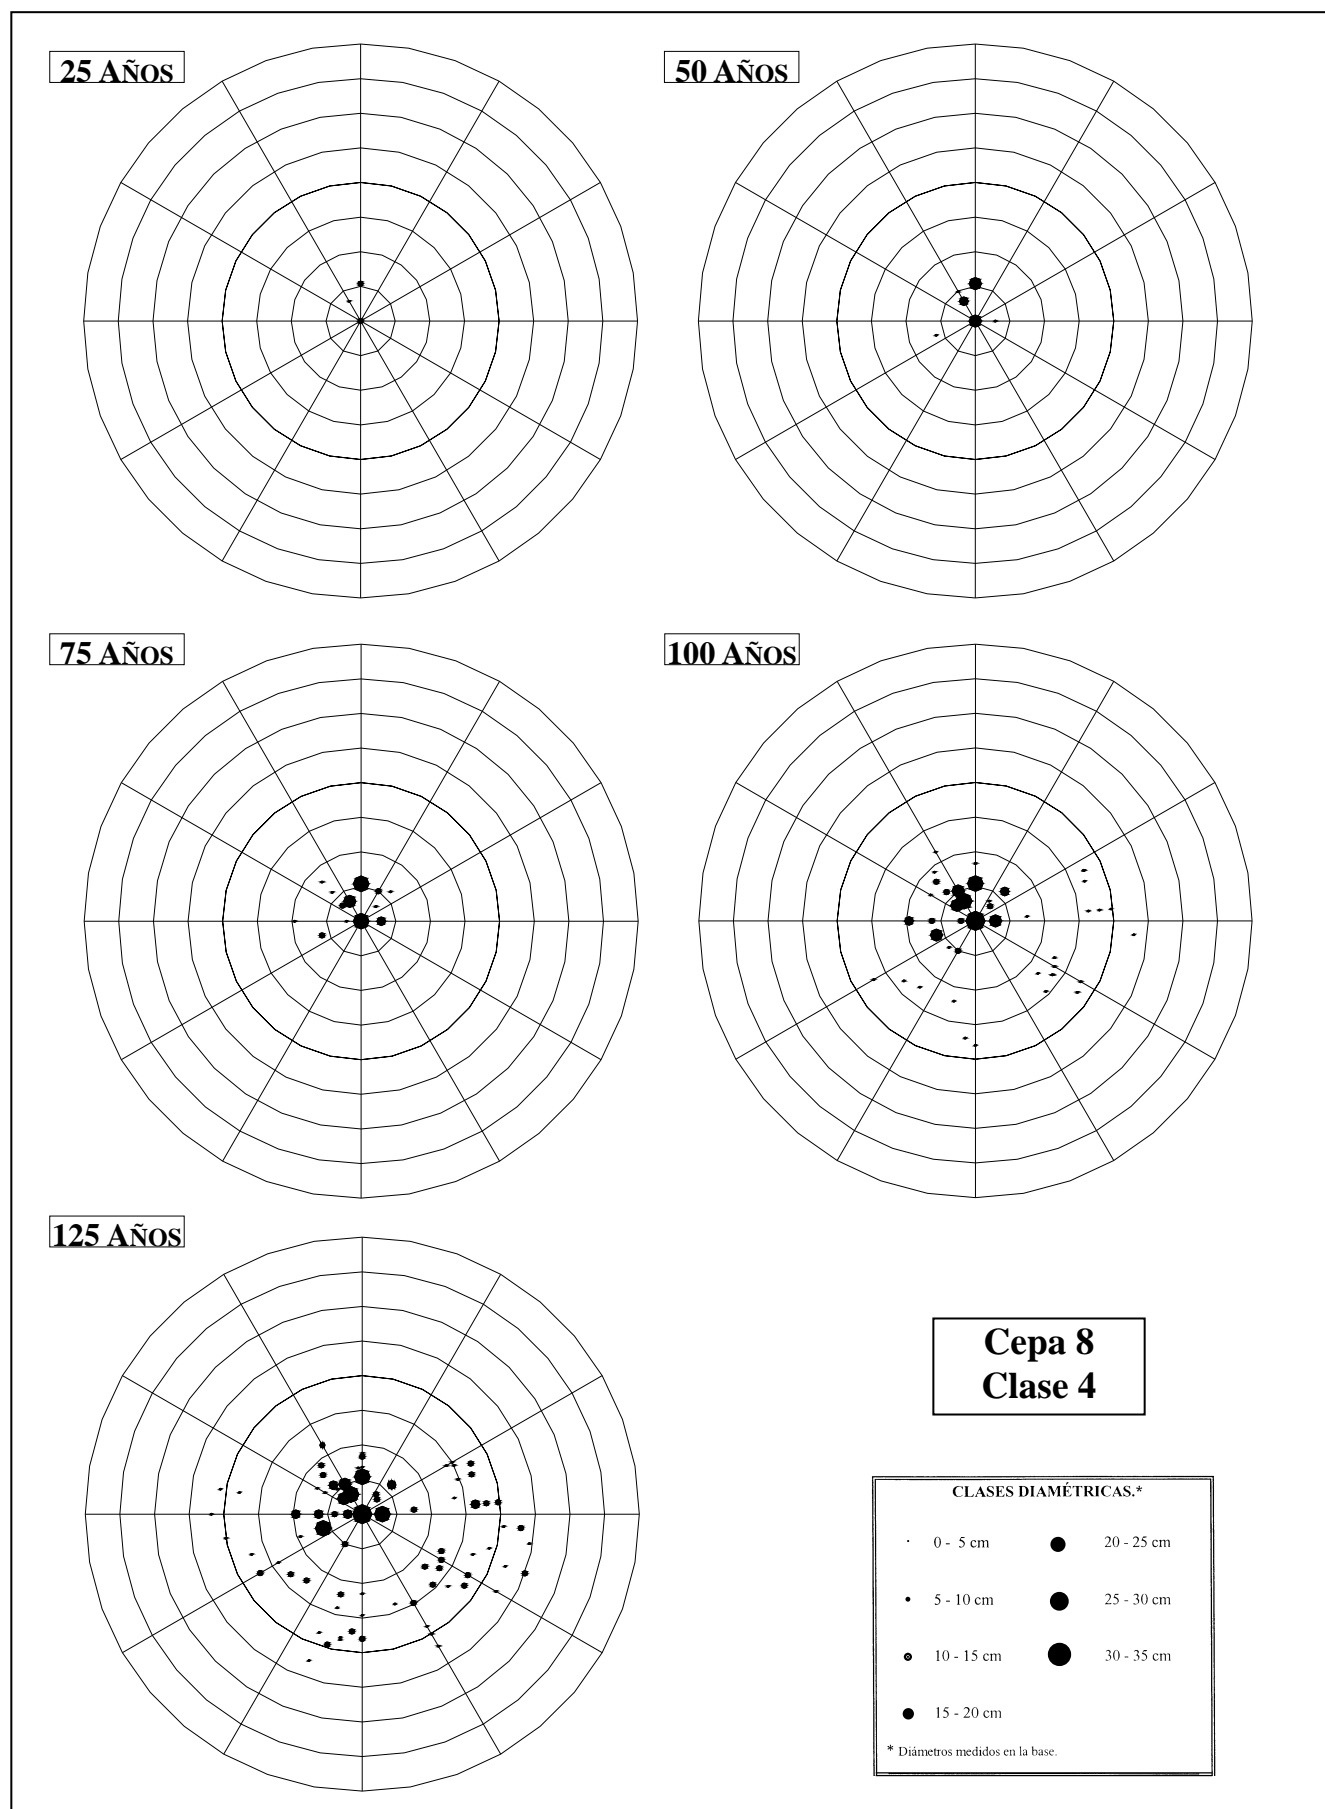 25 AÑOS
50 AÑOS
75 AÑOS
100 AÑOS
125 AÑOS
Cepa 8
Clase 4
CLASES DIAMÉTRICAS.*
0 - 5 cm
20 - 25 cm
5 - 10 cm
25 - 30 cm
10 - 15 cm
30 - 35 cm
15 - 20 cm
* Diámetros medidos en la base.